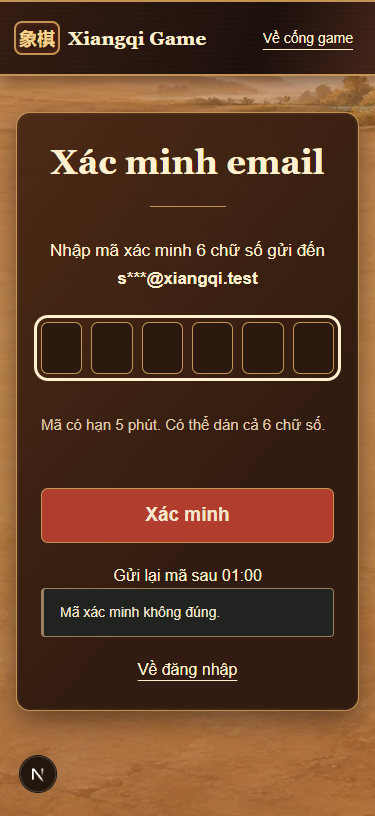 象棋 Xiangqi Game Về cổng game
Xác minh email
Nhập mã xác minh 6 chữ số gửi đến
s***@xiangqi.test
Mã có hạn 5 phút. Có thể dán cả 6 chữ số.
Xác minh
Gửi lại mã sau 01:00
Mã xác minh không đúng.
Về đăng nhập
N